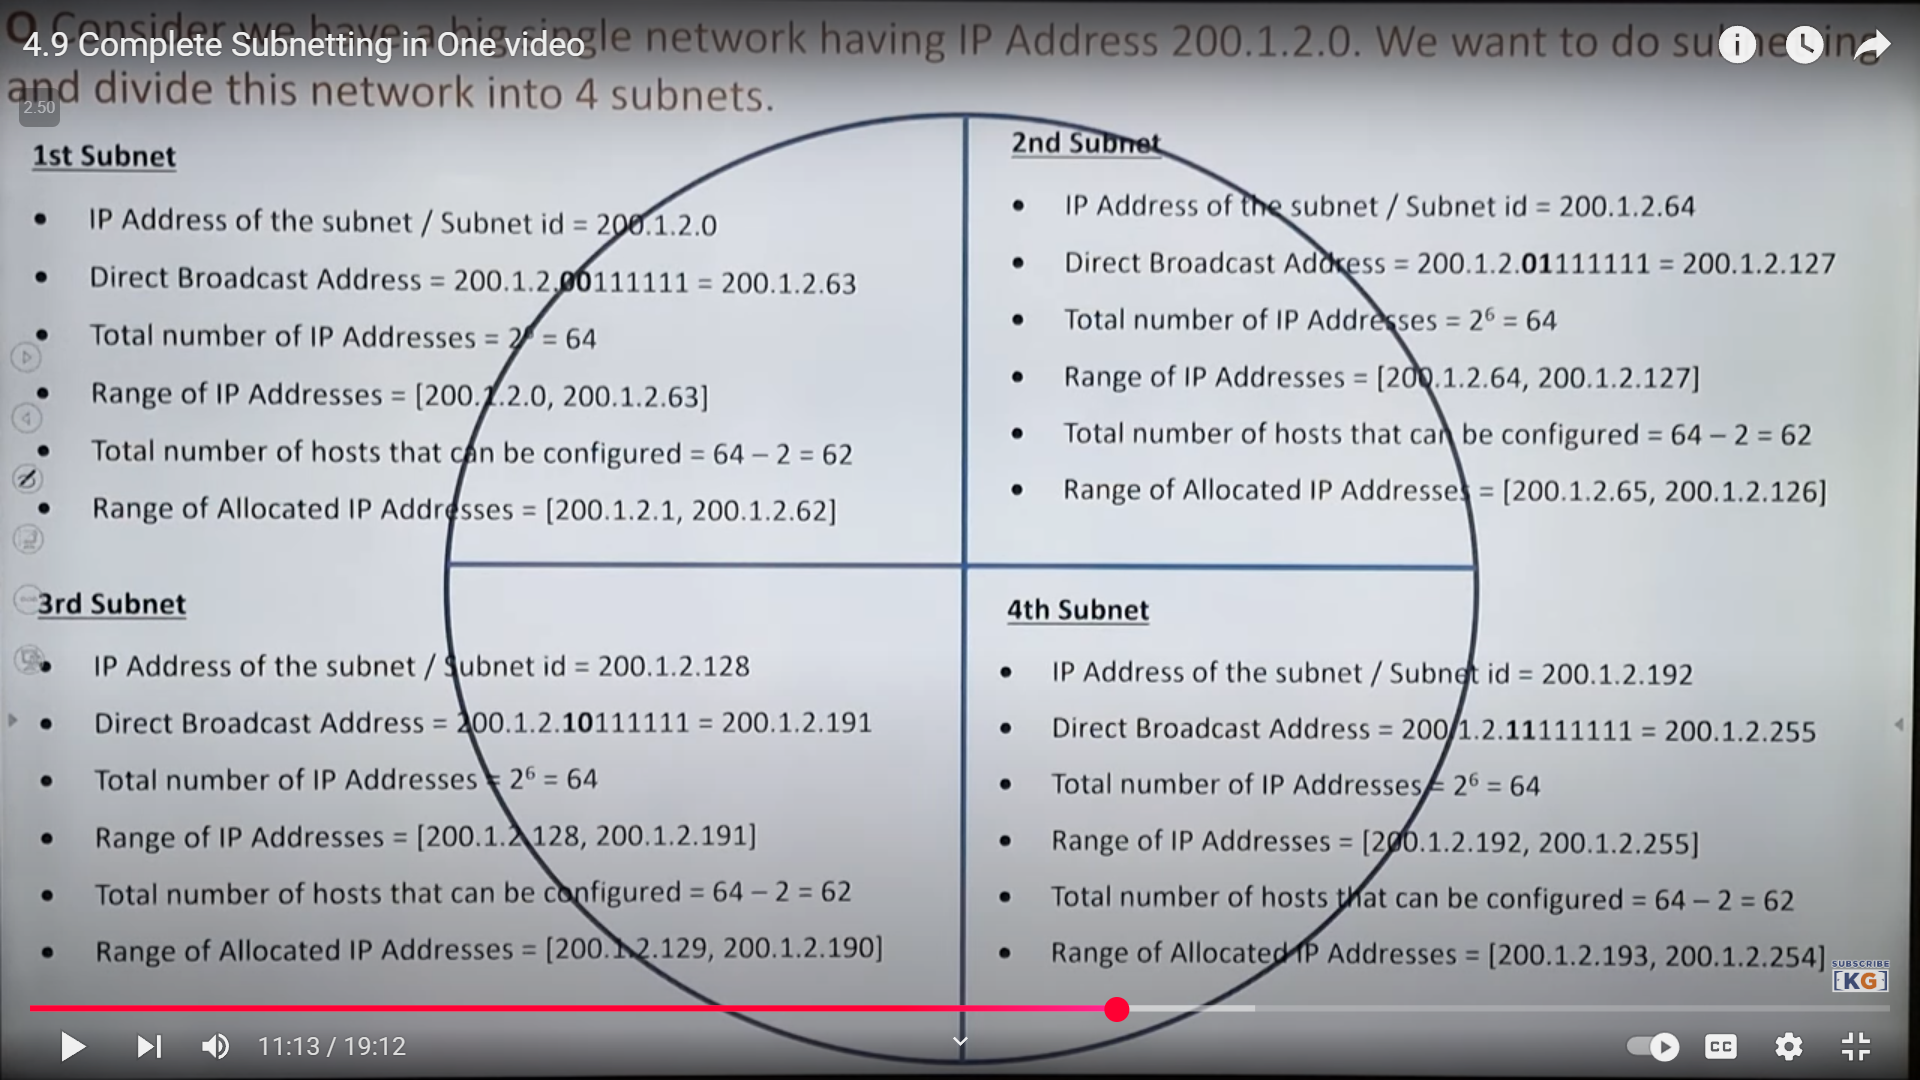 Q Consider we have a big single network having IP Address 200.1.2.0. We want to do subnetting
4.9 Complete Subnetting in One video
and divide this network into 4 subnets.
2.50
1st Subnet
• IP Address of the subnet / Subnet id = 200.1.2.0
• Direct Broadcast Address = 200.1.2.00111111 = 200.1.2.63
• Total number of IP Addresses = 2⁶ = 64
• Range of IP Addresses = [200.1.2.0, 200.1.2.63]
• Total number of hosts that can be configured = 64 – 2 = 62
• Range of Allocated IP Addresses = [200.1.2.1, 200.1.2.62]
2nd Subnet
• IP Address of the subnet / Subnet id = 200.1.2.64
• Direct Broadcast Address = 200.1.2.01111111 = 200.1.2.127
• Total number of IP Addresses = 2⁶ = 64
• Range of IP Addresses = [200.1.2.64, 200.1.2.127]
• Total number of hosts that can be configured = 64 – 2 = 62
• Range of Allocated IP Addresses = [200.1.2.65, 200.1.2.126]
3rd Subnet
• IP Address of the subnet / Subnet id = 200.1.2.128
• Direct Broadcast Address = 200.1.2.10111111 = 200.1.2.191
• Total number of IP Addresses = 2⁶ = 64
• Range of IP Addresses = [200.1.2.128, 200.1.2.191]
• Total number of hosts that can be configured = 64 – 2 = 62
• Range of Allocated IP Addresses = [200.1.2.129, 200.1.2.190]
4th Subnet
• IP Address of the subnet / Subnet id = 200.1.2.192
• Direct Broadcast Address = 200.1.2.11111111 = 200.1.2.255
• Total number of IP Addresses = 2⁶ = 64
• Range of IP Addresses = [200.1.2.192, 200.1.2.255]
• Total number of hosts that can be configured = 64 – 2 = 62
• Range of Allocated IP Addresses = [200.1.2.193, 200.1.2.254]
SUBSCRIBE
[KG]
11:13 / 19:12
CC